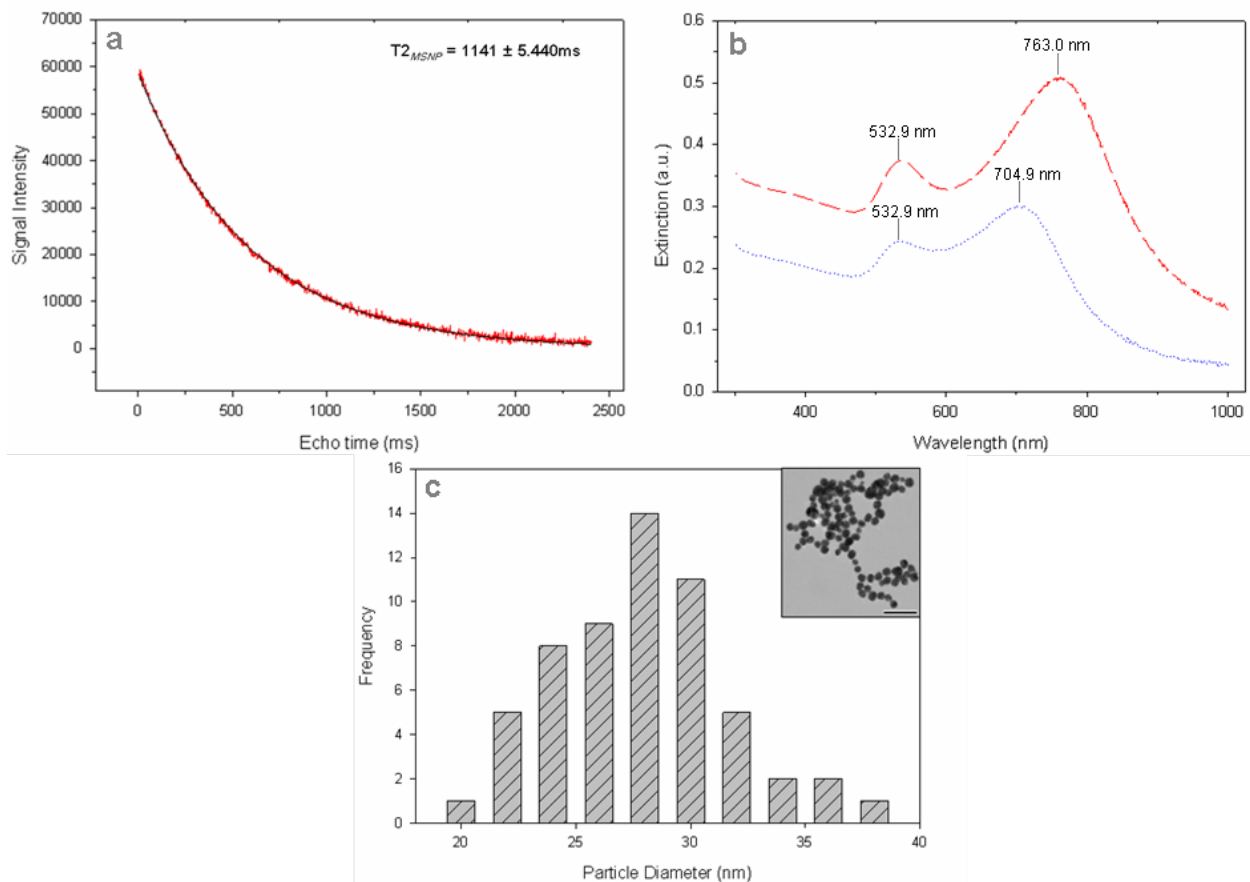 a
T2MSNP = 1141 ± 5.440ms
70000
60000
50000
40000
30000
20000
10000
0
Signal Intensity
0 500 1000 1500 2000 2500
Echo time (ms)
b
763.0 nm
532.9 nm
704.9 nm
532.9 nm
0.6
0.5
0.4
0.3
0.2
0.1
0.0
Extinction (a.u.)
400 600 800 1000
Wavelength (nm)
c
16
14
12
10
8
6
4
2
0
Frequency
20 25 30 35 40
Particle Diameter (nm)